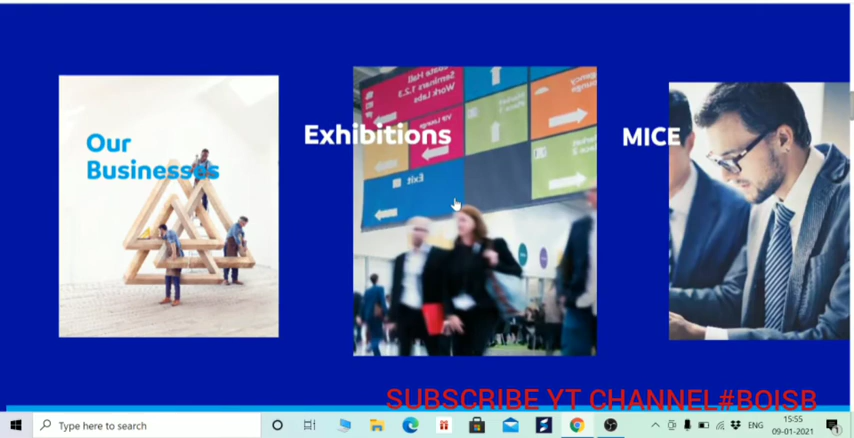 Our
Businesses
Exhibitions
MICE
Exit
SUBSCRIBE YT CHANNEL#BOISB
Type here to search
ENG
15:55
09-01-2021